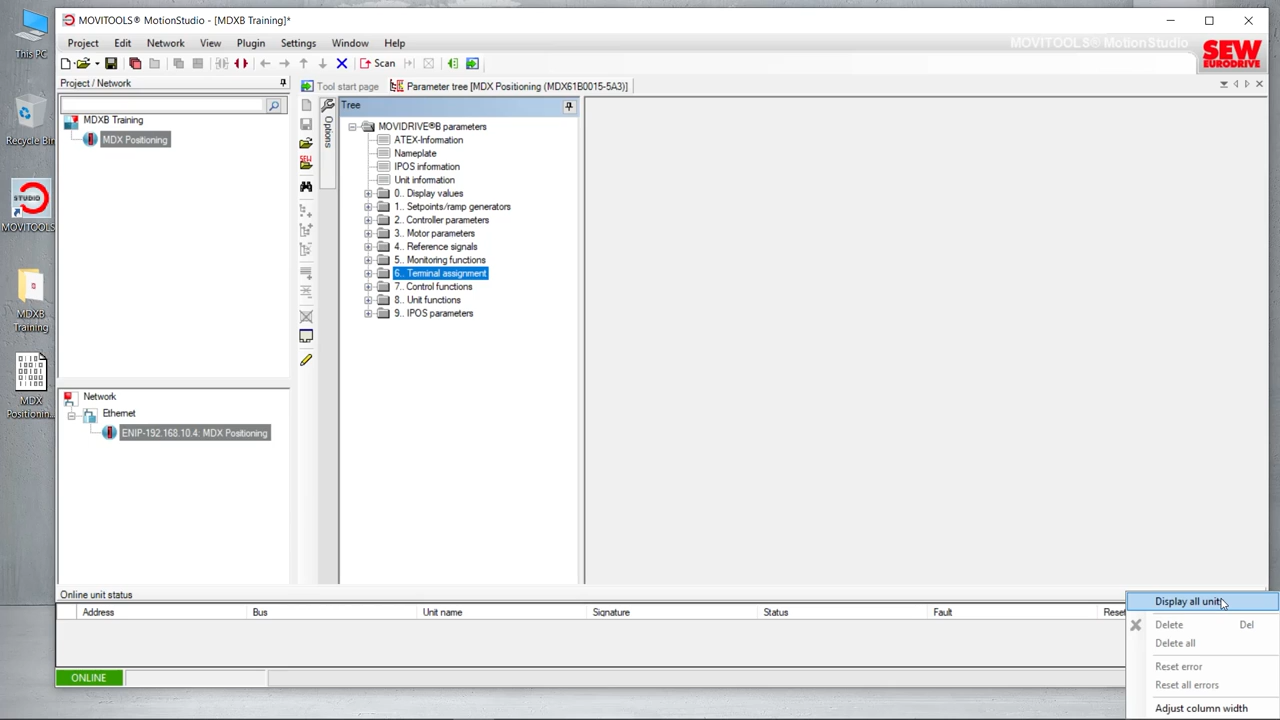 This PC
Recycle Bin
STUDIO
MOVITOOLS
MDXB
Training
MDX
Positionin...
MOVITOOLS® MotionStudio - [MDXB Training]*
Project Edit Network View Plugin Settings Window Help
MOVITOOLS® MotionStudio
SEW
EURODRIVE
Scan
Project / Network
MDXB Training
MDX Positioning
Network
Ethernet
ENIP-192.168.10.4: MDX Positioning
Tool start page
Parameter tree [MDX Positioning (MDX61B0015-5A3)]
Options
SEW
Tree
MOVIDRIVE®B parameters
ATEX-Information
Nameplate
IPOS information
Unit information
0.. Display values
1.. Setpoints/ramp generators
2.. Controller parameters
3.. Motor parameters
4.. Reference signals
5.. Monitoring functions
6.. Terminal assignment
7.. Control functions
8.. Unit functions
9.. IPOS parameters
Online unit status
Address Bus Unit name Signature Status Fault Reset
ONLINE
Display all units
Delete Del
Delete all
Reset error
Reset all errors
Adjust column width